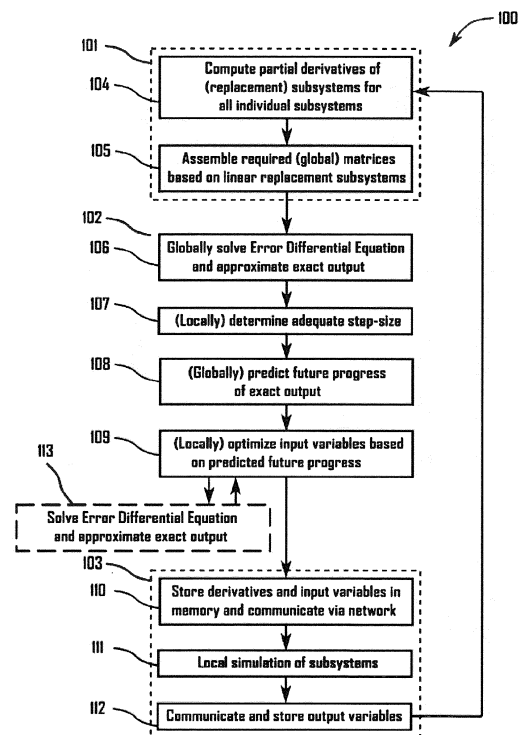 100
101
104
Compute partial derivatives of
(replacement) subsystems for
all individual subsystems
105
Assemble required (global) matrices
based on linear replacement subsystems
102
106
Globally solve Error Differential Equation
and approximate exact output
107
(Locally) determine adequate step-size
108
(Globally) predict future progress
of exact output
109
(Locally) optimize input variables based
on predicted future progress
113
Solve Error Differential Equation
and approximate exact output
103
110
Store derivatives and input variables in
memory and communicate via network
111
Local simulation of subsystems
112
Communicate and store output variables